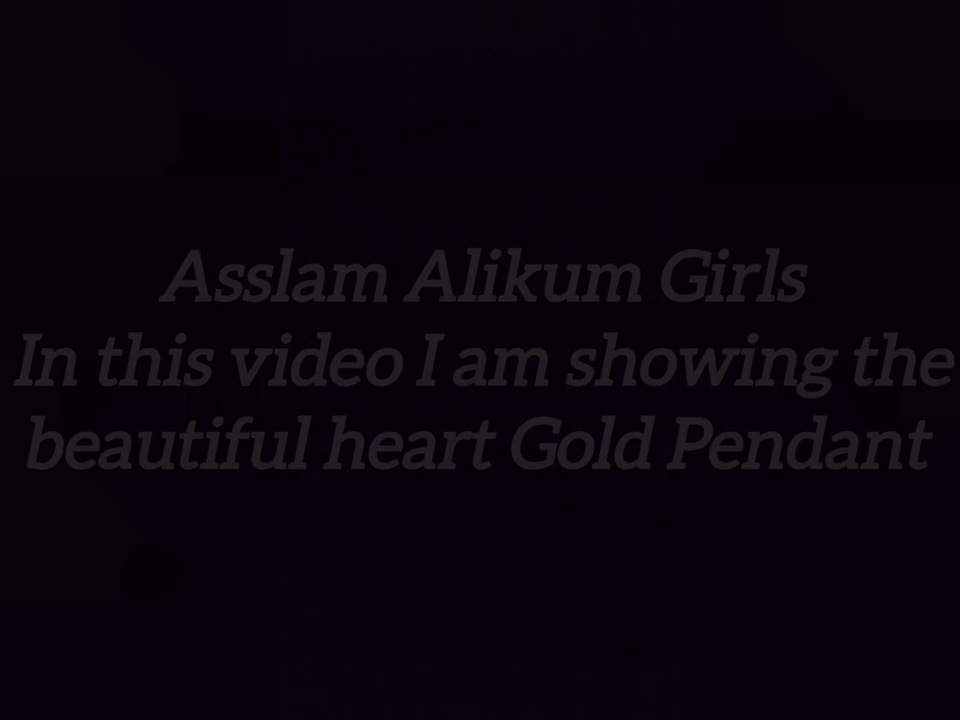 Asslam Alikum Girls
In this video I am showing the
beautiful heart Gold Pendant